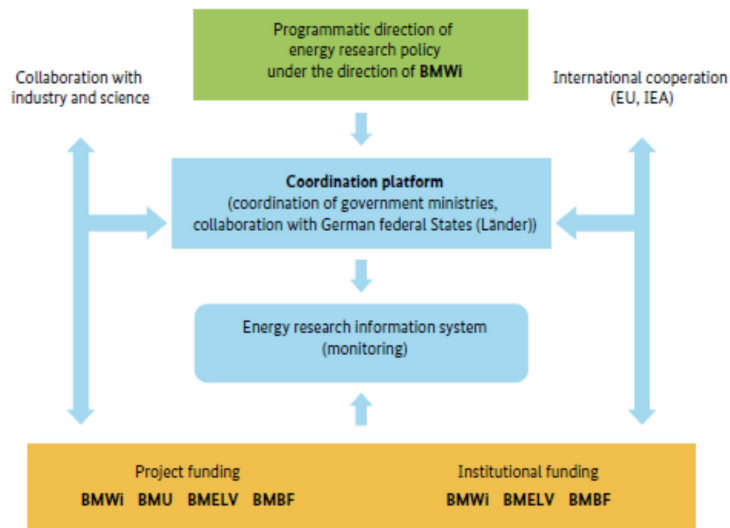 Programmatic direction of
energy research policy
under the direction of BMWi
Collaboration with
industry and science
International cooperation
(EU, IEA)
Coordination platform
(coordination of government ministries,
collaboration with German federal States (Länder))
Energy research information system
(monitoring)
Project funding
BMWi BMU BMELV BMBF
Institutional funding
BMWi BMELV BMBF